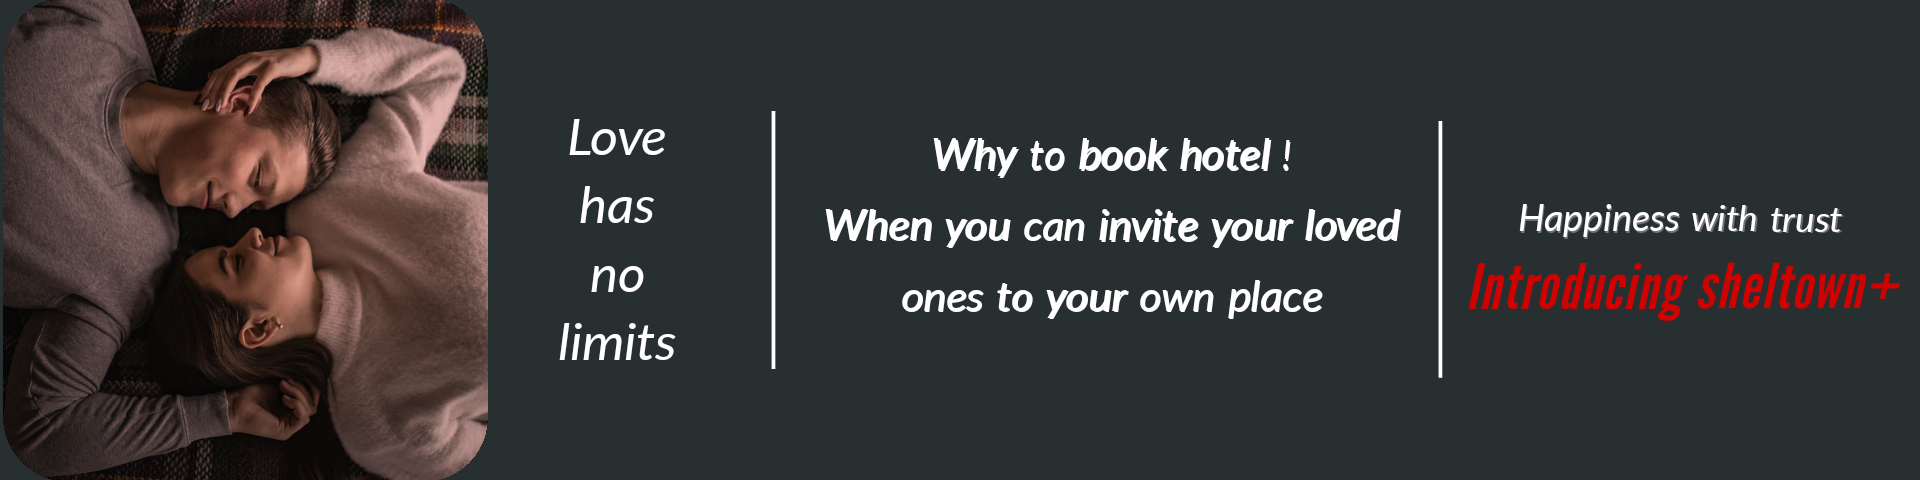 Love
has
no
limits
Why to book hotel !
When you can invite your loved
ones to your own place
Happiness with trust
Introducing sheltown+